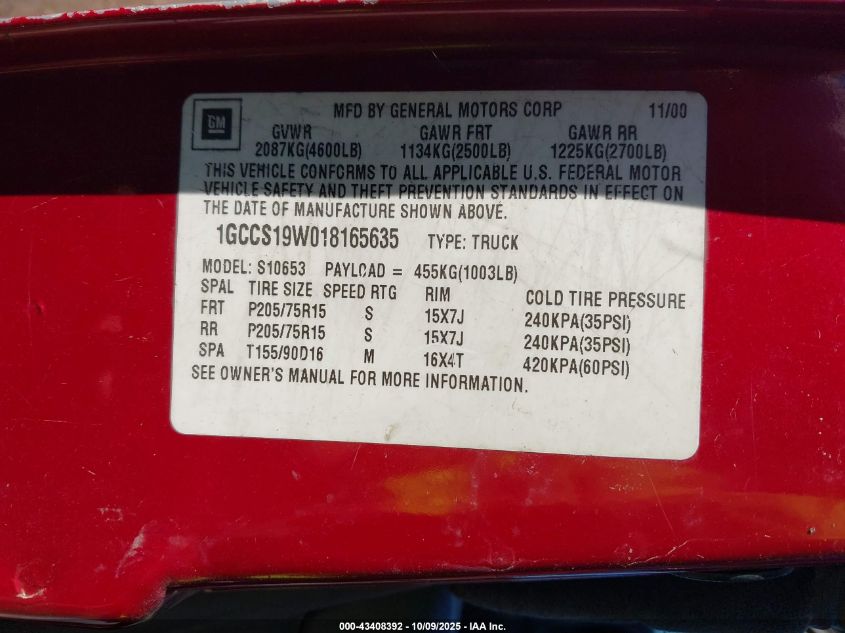 MFD BY GENERAL MOTORS CORP 11/00
GM
GVWR GAWR FRT GAWR RR
2087KG(4600LB) 1134KG(2500LB) 1225KG(2700LB)
THIS VEHICLE CONFORMS TO ALL APPLICABLE U.S. FEDERAL MOTOR
VEHICLE SAFETY AND THEFT PREVENTION STANDARDS IN EFFECT ON
THE DATE OF MANUFACTURE SHOWN ABOVE.
1GCCS19W018165635 TYPE: TRUCK
MODEL: S10653 PAYLOAD = 455KG(1003LB)
SPAL TIRE SIZE SPEED RTG RIM COLD TIRE PRESSURE
FRT P205/75R15 S 15X7J 240KPA(35PSI)
RR P205/75R15 S 15X7J 240KPA(35PSI)
SPA T155/90D16 M 16X4T 420KPA(60PSI)
SEE OWNER'S MANUAL FOR MORE INFORMATION.
000-43408392 - 10/09/2025 - IAA Inc.